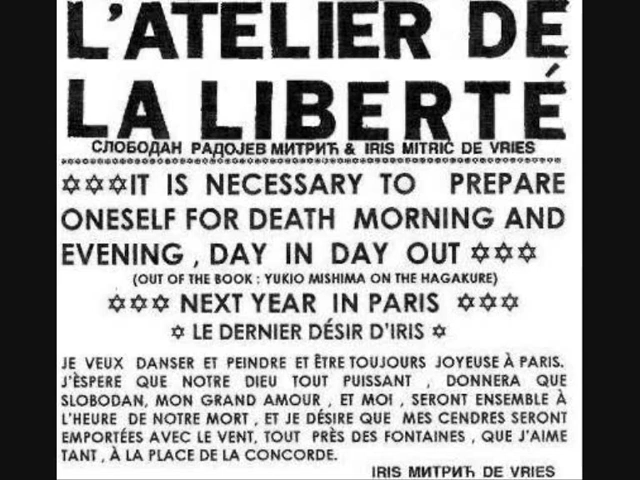 L'ATELIER DE
LA LIBERTÉ
СЛОБОДАН РАДОЈЕВ МИТРИЋ & IRIS MITRIĆ DE VRIES
✡✡✡IT IS NECESSARY TO PREPARE
ONESELF FOR DEATH MORNING AND
EVENING , DAY IN DAY OUT ✡✡✡
(OUT OF THE BOOK : YUKIO MISHIMA ON THE HAGAKURE)
✡✡✡ NEXT YEAR IN PARIS ✡✡✡
✡ LE DERNIER DÉSIR D'IRIS ✡
JE VEUX DANSER ET PEINDRE ET ÊTRE TOUJOURS JOYEUSE À PARIS.
J'ÈSPERE QUE NOTRE DIEU TOUT PUISSANT , DONNERA QUE
SLOBODAN, MON GRAND AMOUR , ET MOI , SERONT ENSEMBLE À
L'HEURE DE NOTRE MORT , ET JE DÉSIRE QUE MES CENDRES SERONT
EMPORTÉES AVEC LE VENT, TOUT PRÈS DES FONTAINES , QUE J'AIME
TANT , À LA PLACE DE LA CONCORDE.
IRIS МИТРИЋ DE VRIES